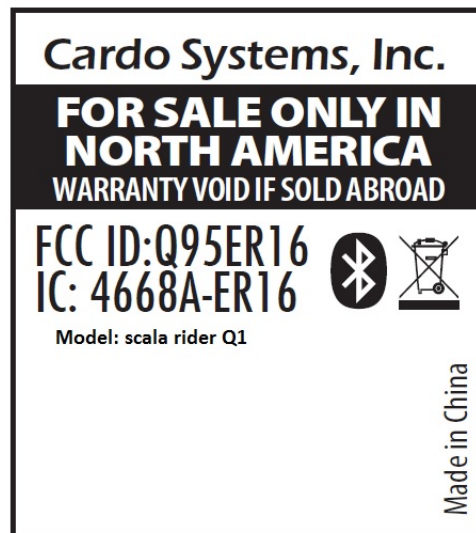 Cardo Systems, Inc.
FOR SALE ONLY IN
NORTH AMERICA
WARRANTY VOID IF SOLD ABROAD
FCC ID:Q95ER16
IC: 4668A-ER16
Model: scala rider Q1
Made in China